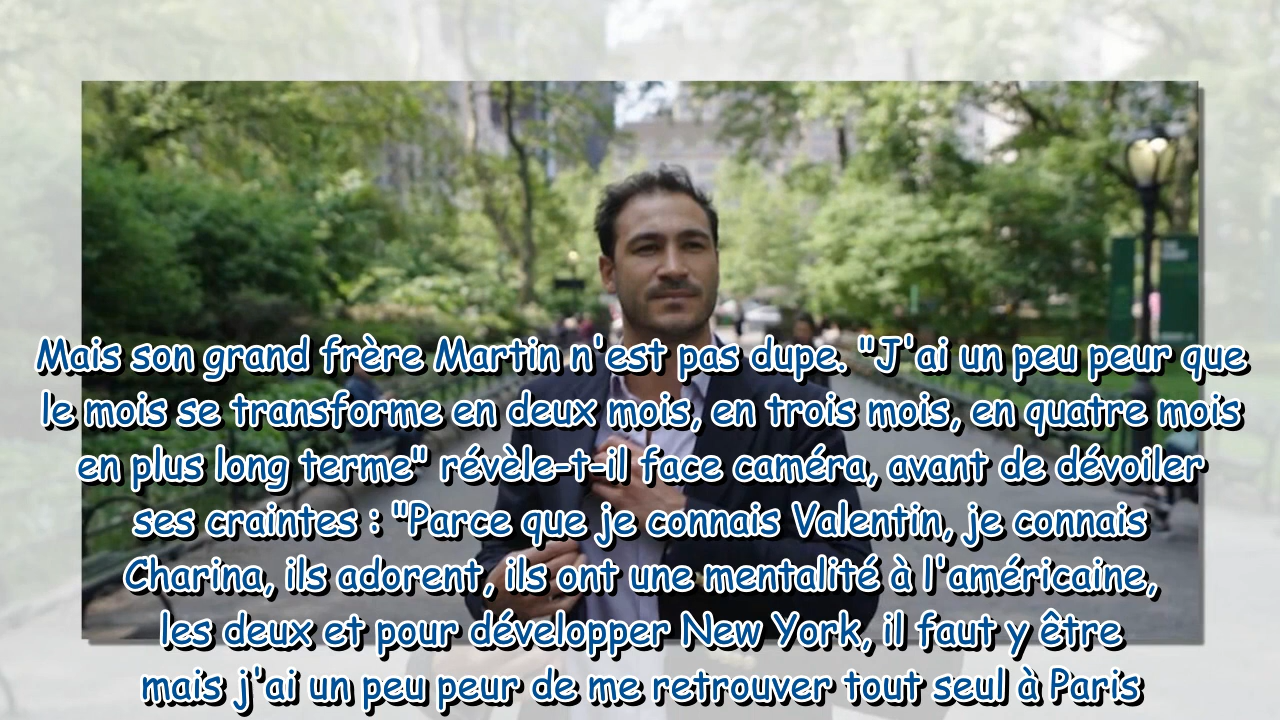 Mais son grand frère Martin n'est pas dupe. "J'ai un peu peur que
le mois se transforme en deux mois, en trois mois, en quatre mois
en plus long terme" révèle-t-il face caméra, avant de dévoiler
ses craintes : "Parce que je connais Valentin, je connais
Charina, ils adorent, ils ont une mentalité à l'américaine,
les deux et pour développer New York, il faut y être
mais j'ai un peu peur de me retrouver tout seul à Paris